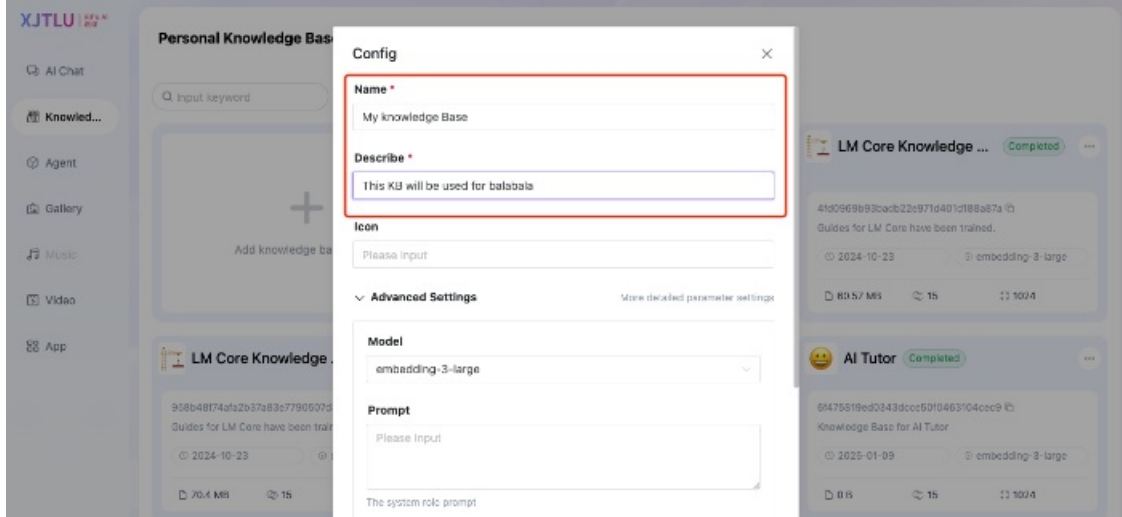 XJTLU
Personal Knowledge Bas
Config
AI Chat
Name *
Input keyword
My knowledge Base
Knowled...
LM Core Knowledge ...
Completed
Describe *
Agent
This KB will be used for balabala
Gallery
Guides for LM Core have been trained.
Icon
Add knowledge ba
Music
Please Input
2024-10-23
embedding-3-large
Video
Advanced Settings
More detailed parameter settings
80.57 MB
15
1024
Model
App
LM Core Knowledge
embedding-3-large
AI Tutor
Completed
Prompt
Guides for LM Core have been trair
Please Input
Knowledge Base for AI Tutor
2024-10-23
2025-01-09
embedding-3-large
70.4 MB
15
The system role prompt
0 B
15
1024